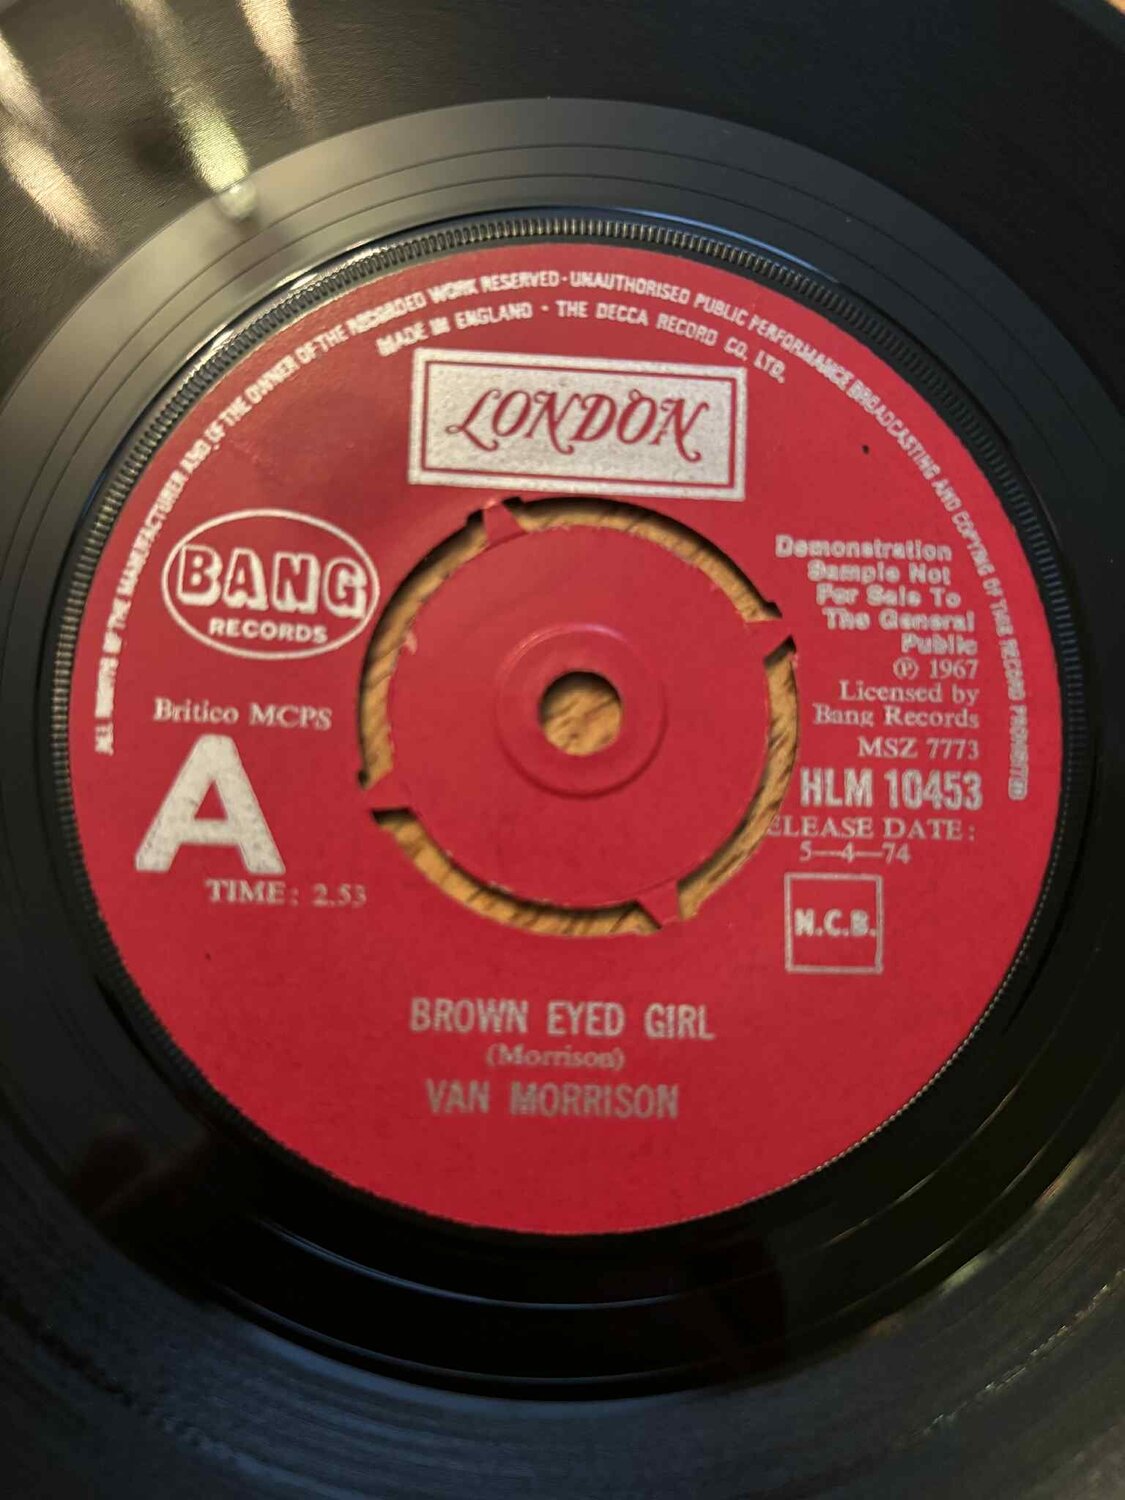 ALL RIGHTS OF THE MANUFACTURER AND OF THE OWNER OF THE RECORDED WORK RESERVED · UNAUTHORISED PUBLIC PERFORMANCE BROADCASTING AND COPYING OF THIS RECORD PROHIBITED
MADE IN ENGLAND · THE DECCA RECORD CO. LTD.
LONDON
BANG
RECORDS
Britico MCPS
A
TIME: 2.53
Demonstration
Sample Not
For Sale To
The General
Public
℗ 1967
Licensed by
Bang Records
MSZ 7773
HLM 10453
ELEASE DATE:
5—4—74
N.C.B.
BROWN EYED GIRL
(Morrison)
VAN MORRISON